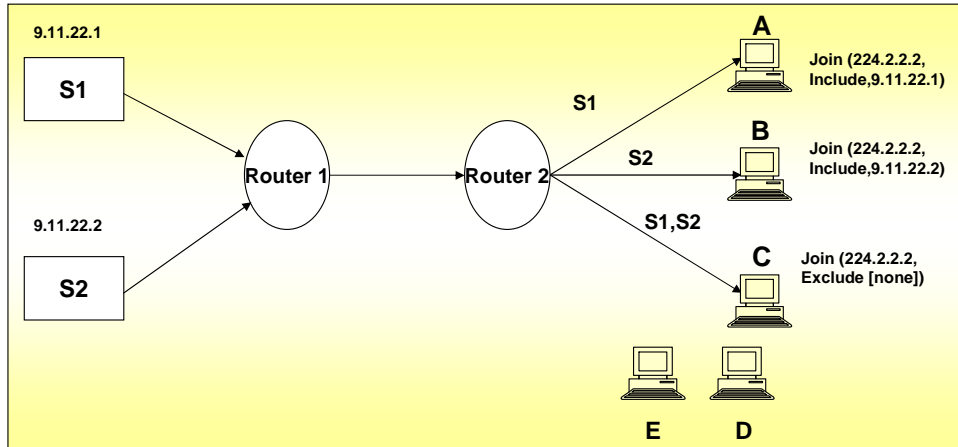 9.11.22.1
S1
9.11.22.2
S2
Router 1
Router 2
S1
S2
S1,S2
A
Join (224.2.2.2,
Include,9.11.22.1)
B
Join (224.2.2.2,
Include,9.11.22.2)
C
Join (224.2.2.2,
Exclude [none])
E
D